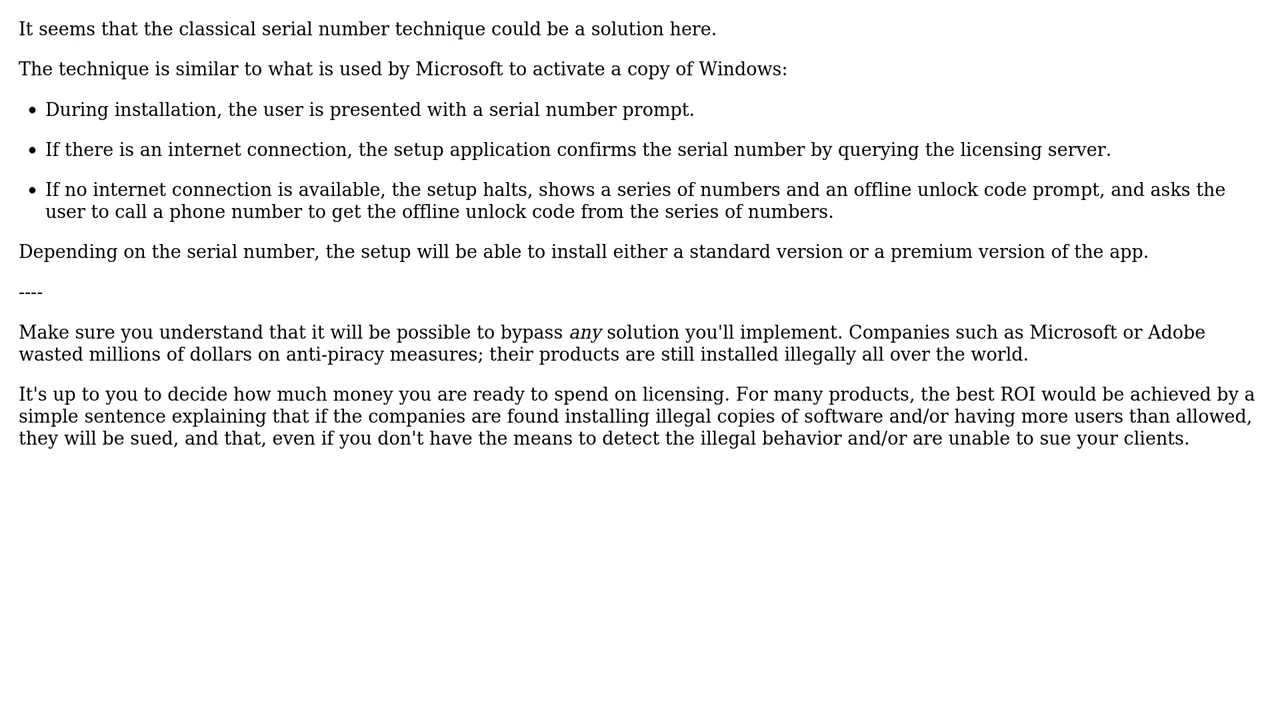 It seems that the classical serial number technique could be a solution here.
The technique is similar to what is used by Microsoft to activate a copy of Windows:
• During installation, the user is presented with a serial number prompt.
• If there is an internet connection, the setup application confirms the serial number by querying the licensing server.
• If no internet connection is available, the setup halts, shows a series of numbers and an offline unlock code prompt, and asks the
user to call a phone number to get the offline unlock code from the series of numbers.
Depending on the serial number, the setup will be able to install either a standard version or a premium version of the app.
----
Make sure you understand that it will be possible to bypass any solution you'll implement. Companies such as Microsoft or Adobe
wasted millions of dollars on anti-piracy measures; their products are still installed illegally all over the world.
It's up to you to decide how much money you are ready to spend on licensing. For many products, the best ROI would be achieved by a
simple sentence explaining that if the companies are found installing illegal copies of software and/or having more users than allowed,
they will be sued, and that, even if you don't have the means to detect the illegal behavior and/or are unable to sue your clients.